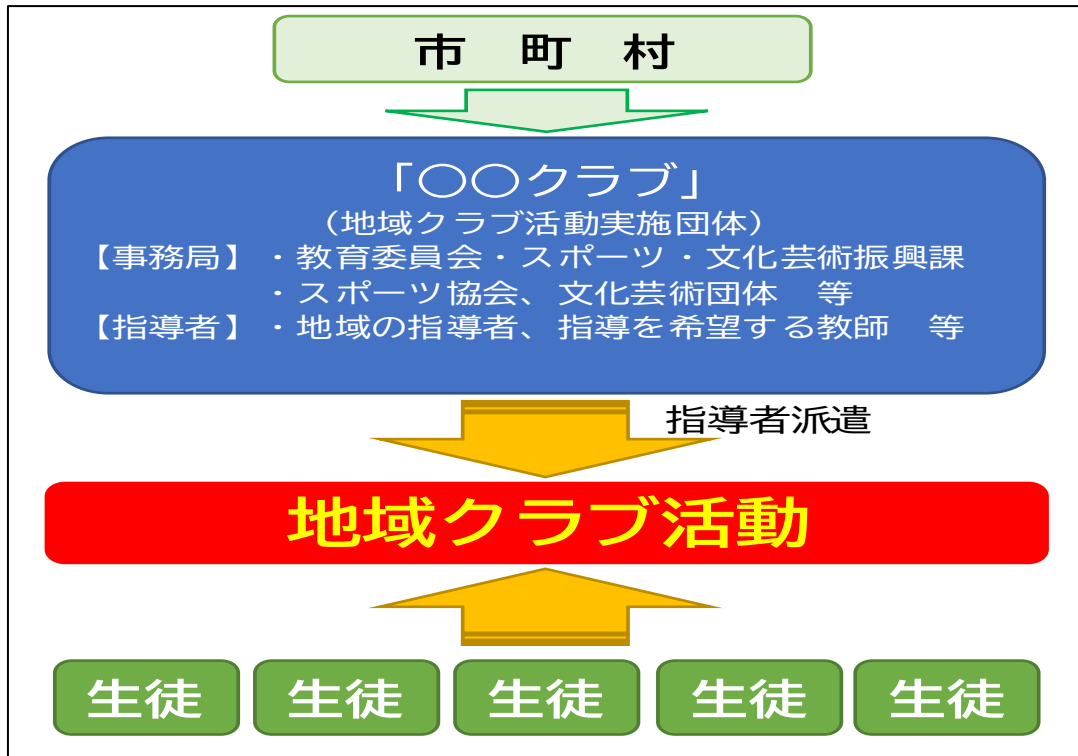 市　町　村
「〇〇クラブ」
（地域クラブ活動実施団体）
【事務局】・教育委員会・スポーツ・文化芸術振興課
・スポーツ協会、文化芸術団体　等
【指導者】・地域の指導者、指導を希望する教師　等
指導者派遣
地域クラブ活動
生徒 生徒 生徒 生徒 生徒